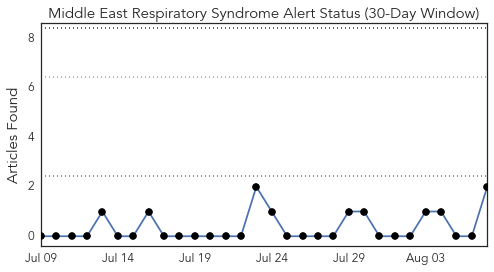 Middle East Respiratory Syndrome Alert Status (30-Day Window)
Articles Found
8
6
4
2
0
Jul 09 Jul 14 Jul 19 Jul 24 Jul 29 Aug 03